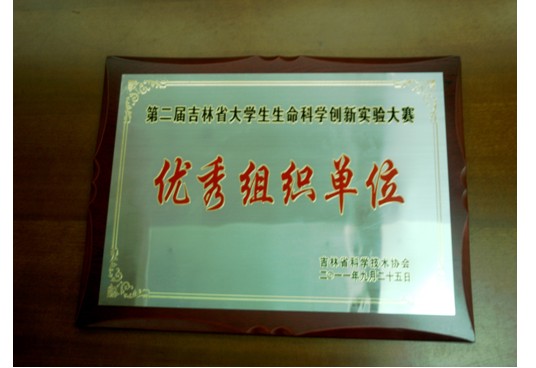 第二届吉林省大学生生命科学创新实验大赛
优秀组织单位
吉林省科学技术协会
二〇一一年九月二十五日